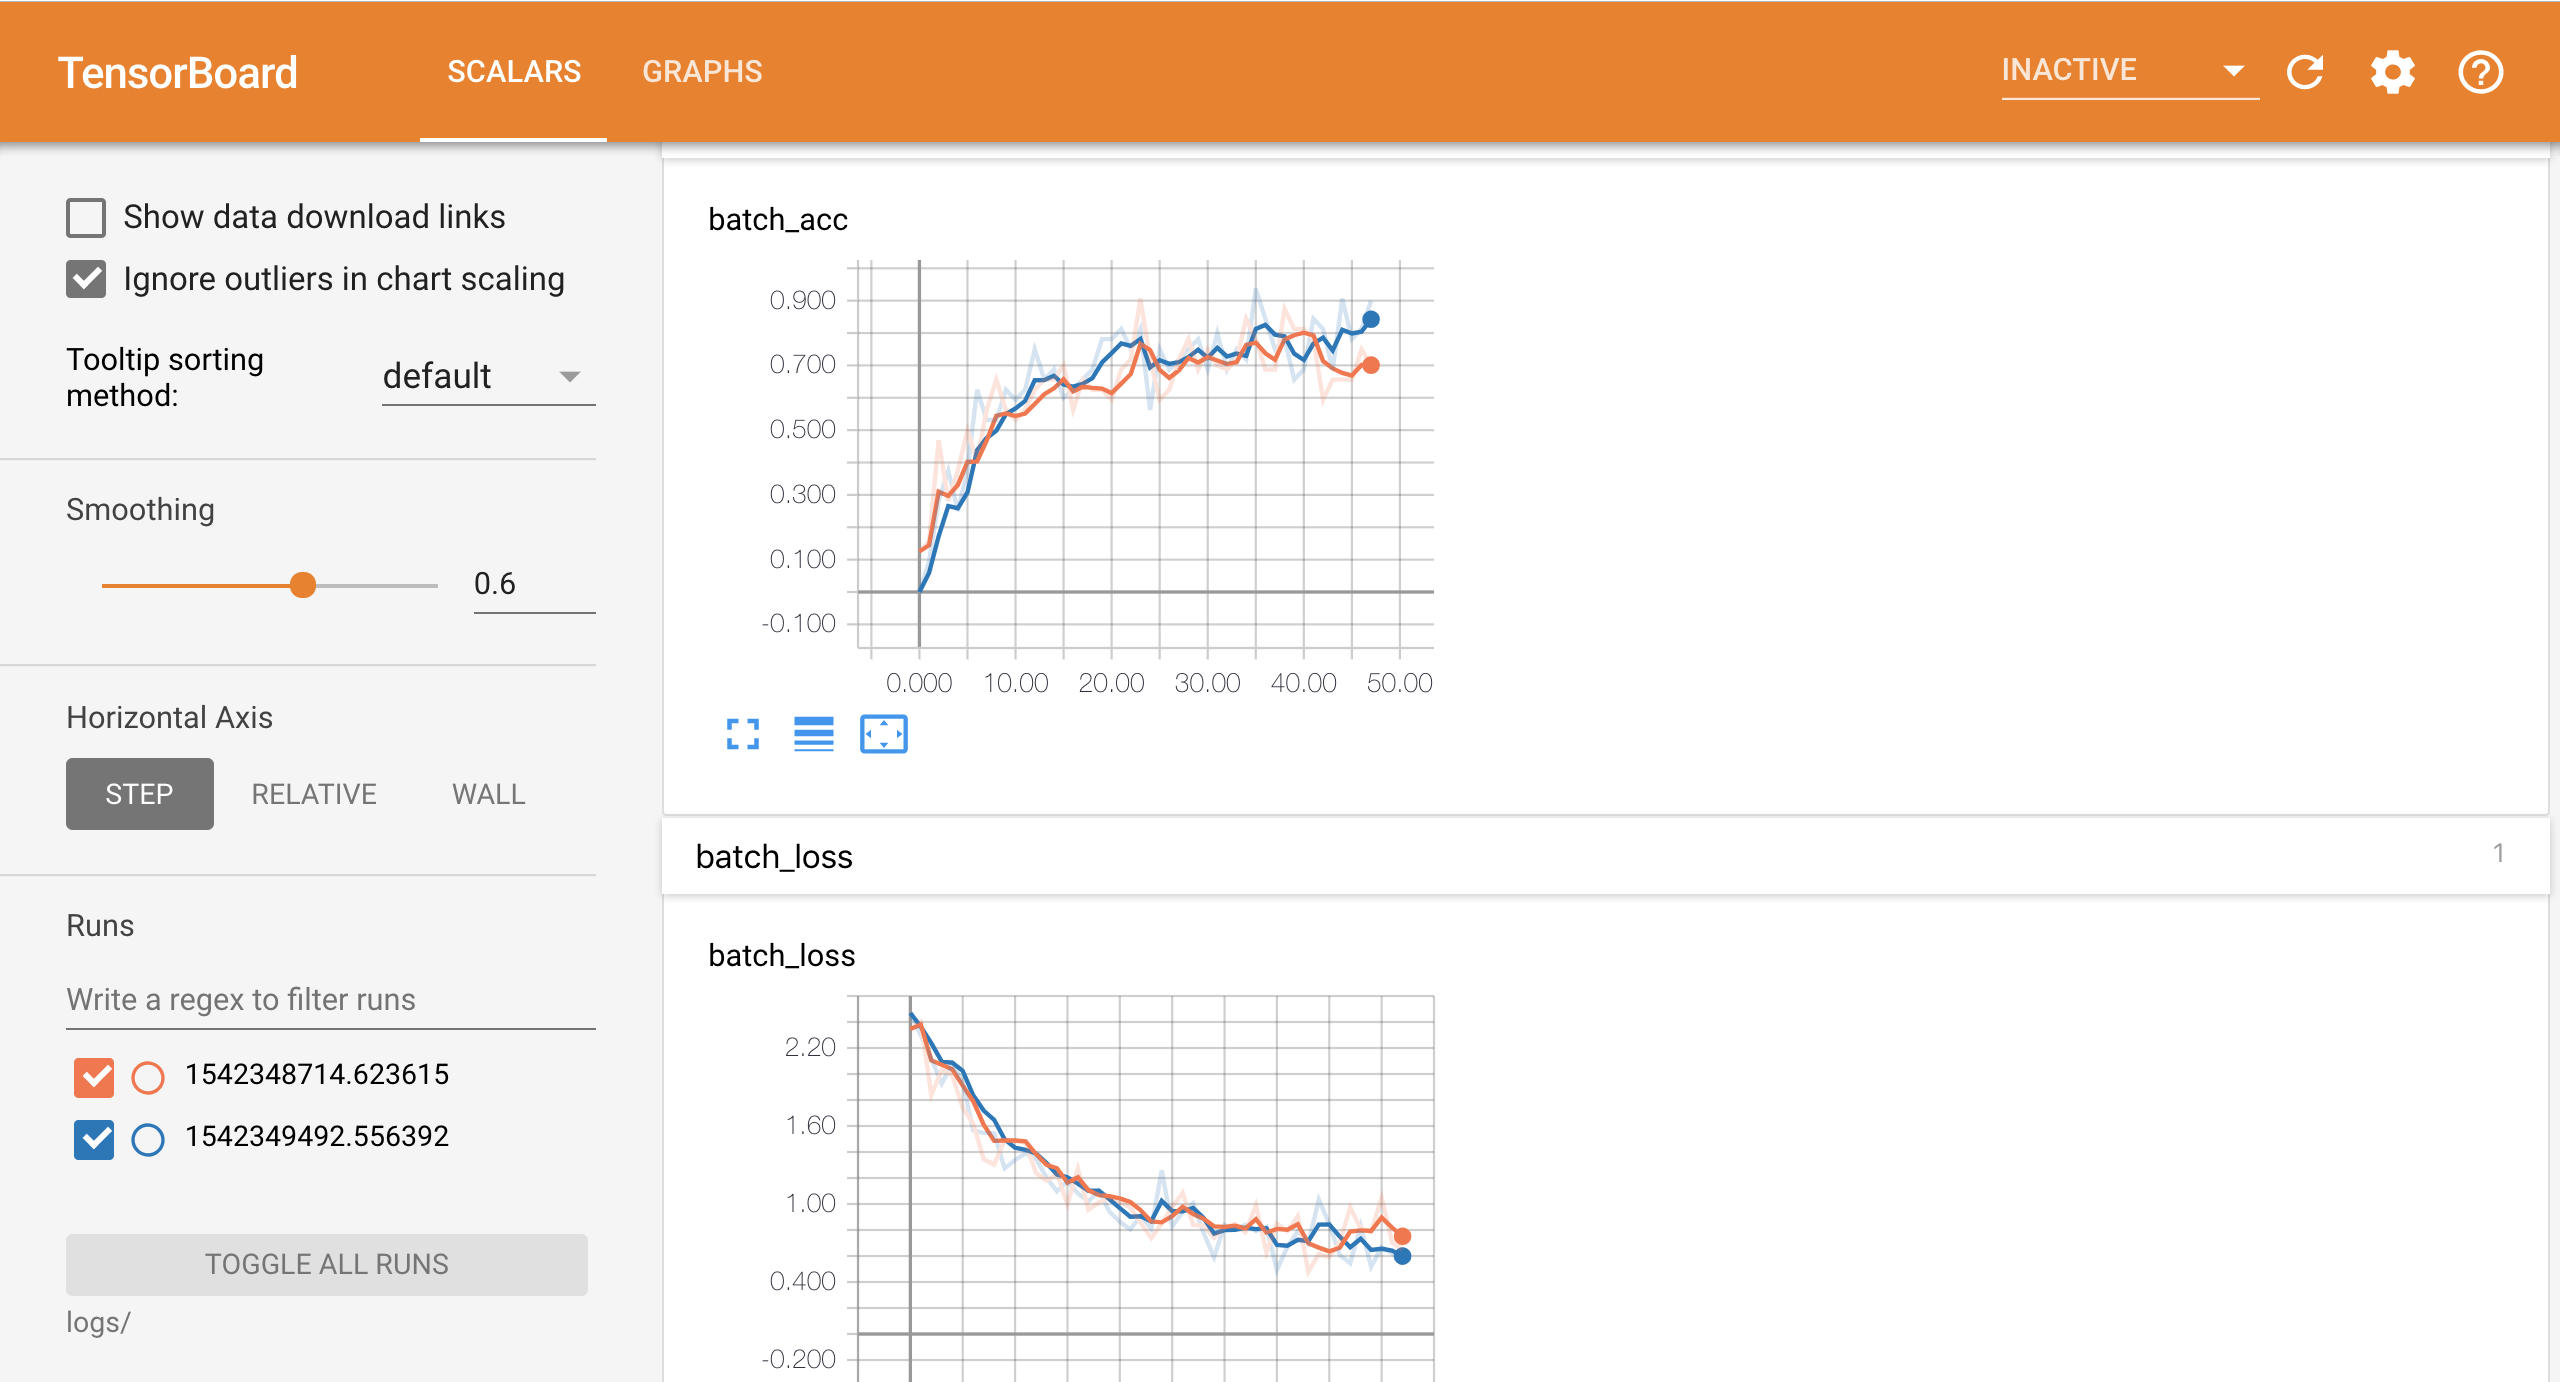 TensorBoard
SCALARS
GRAPHS
INACTIVE
Show data download links
Ignore outliers in chart scaling
Tooltip sorting
method:
default
Smoothing
0.6
Horizontal Axis
STEP
RELATIVE
WALL
Runs
Write a regex to filter runs
1542348714.623615
1542349492.556392
TOGGLE ALL RUNS
logs/
batch_acc
0.900
0.700
0.500
0.300
0.100
-0.100
0.000 10.00 20.00 30.00 40.00 50.00
batch_loss
1
batch_loss
2.20
1.60
1.00
0.400
-0.200